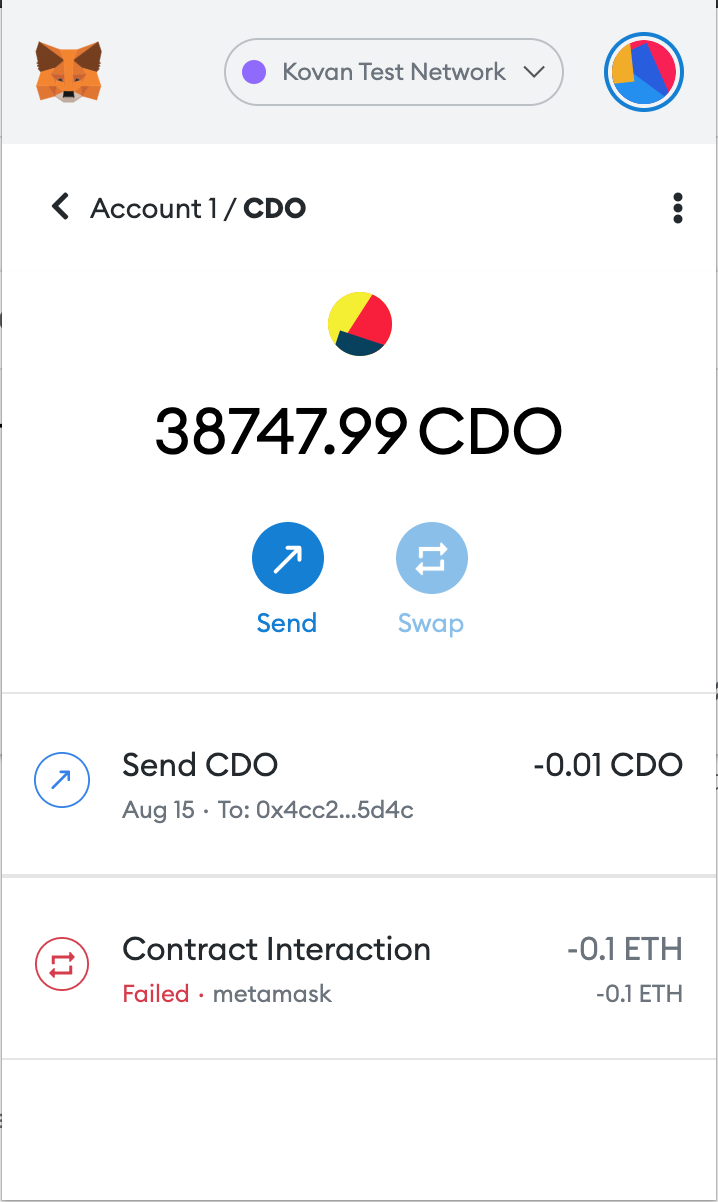 Kovan Test Network
Account 1 / CDO
38747.99 CDO
Send
Swap
Send CDO
-0.01 CDO
Aug 15 · To: 0x4cc2...5d4c
Contract Interaction
-0.1 ETH
Failed · metamask
-0.1 ETH